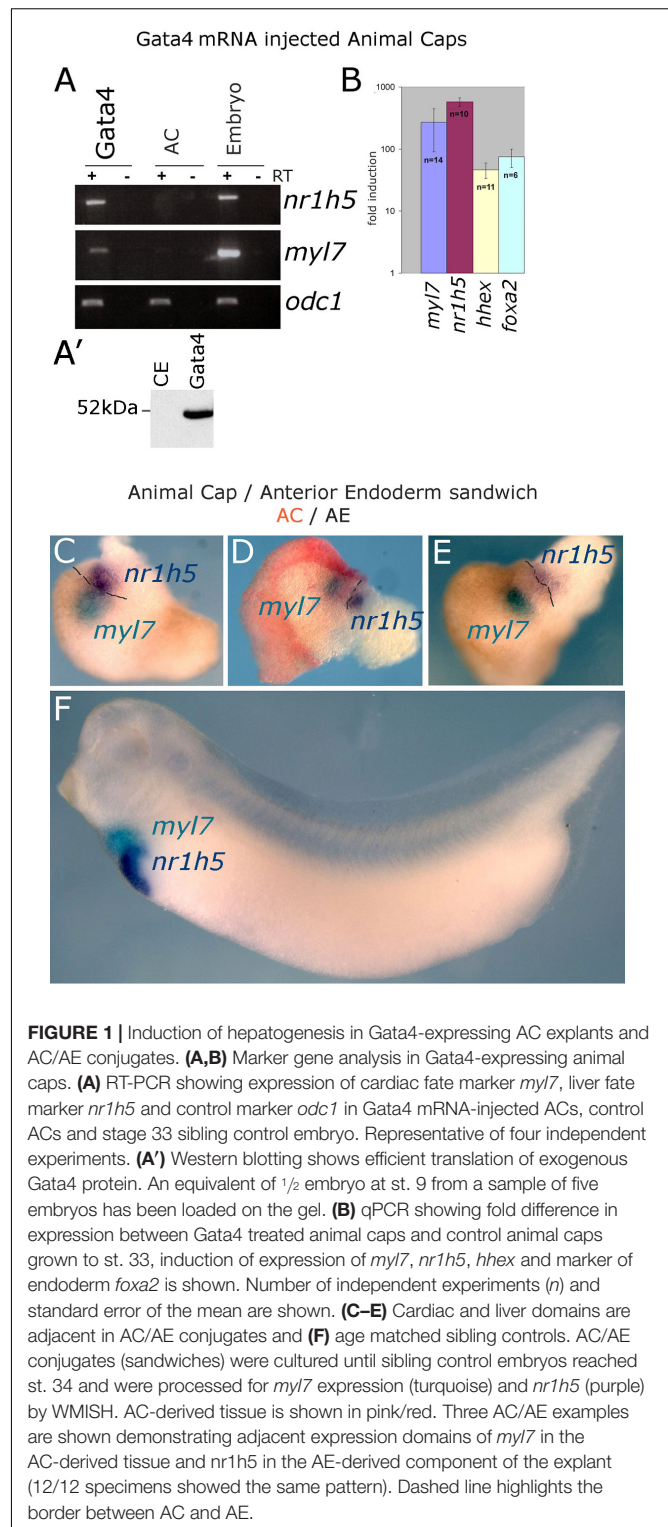 Gata4 mRNA injected Animal Caps
A
Gata4
AC
Embryo
+ - + - + - RT
nr1h5
myl7
odc1
B
1000
100
10
1
fold induction
n=14
n=10
n=11
n=6
myl7
nr1h5
hhex
foxa2
A′
CE
Gata4
52kDa
Animal Cap / Anterior Endoderm sandwich
AC / AE
C
nr1h5
myl7
D
myl7
nr1h5
E
nr1h5
myl7
F
myl7
nr1h5
FIGURE 1 | Induction of hepatogenesis in Gata4-expressing AC explants and
AC/AE conjugates. (A,B) Marker gene analysis in Gata4-expressing animal
caps. (A) RT-PCR showing expression of cardiac fate marker myl7, liver fate
marker nr1h5 and control marker odc1 in Gata4 mRNA-injected ACs, control
ACs and stage 33 sibling control embryo. Representative of four independent
experiments. (A′) Western blotting shows efficient translation of exogenous
Gata4 protein. An equivalent of 1/2 embryo at st. 9 from a sample of five
embryos has been loaded on the gel. (B) qPCR showing fold difference in
expression between Gata4 treated animal caps and control animal caps
grown to st. 33, induction of expression of myl7, nr1h5, hhex and marker of
endoderm foxa2 is shown. Number of independent experiments (n) and
standard error of the mean are shown. (C–E) Cardiac and liver domains are
adjacent in AC/AE conjugates and (F) age matched sibling controls. AC/AE
conjugates (sandwiches) were cultured until sibling control embryos reached
st. 34 and were processed for myl7 expression (turquoise) and nr1h5 (purple)
by WMISH. AC-derived tissue is shown in pink/red. Three AC/AE examples
are shown demonstrating adjacent expression domains of myl7 in the
AC-derived tissue and nr1h5 in the AE-derived component of the explant
(12/12 specimens showed the same pattern). Dashed line highlights the
border between AC and AE.